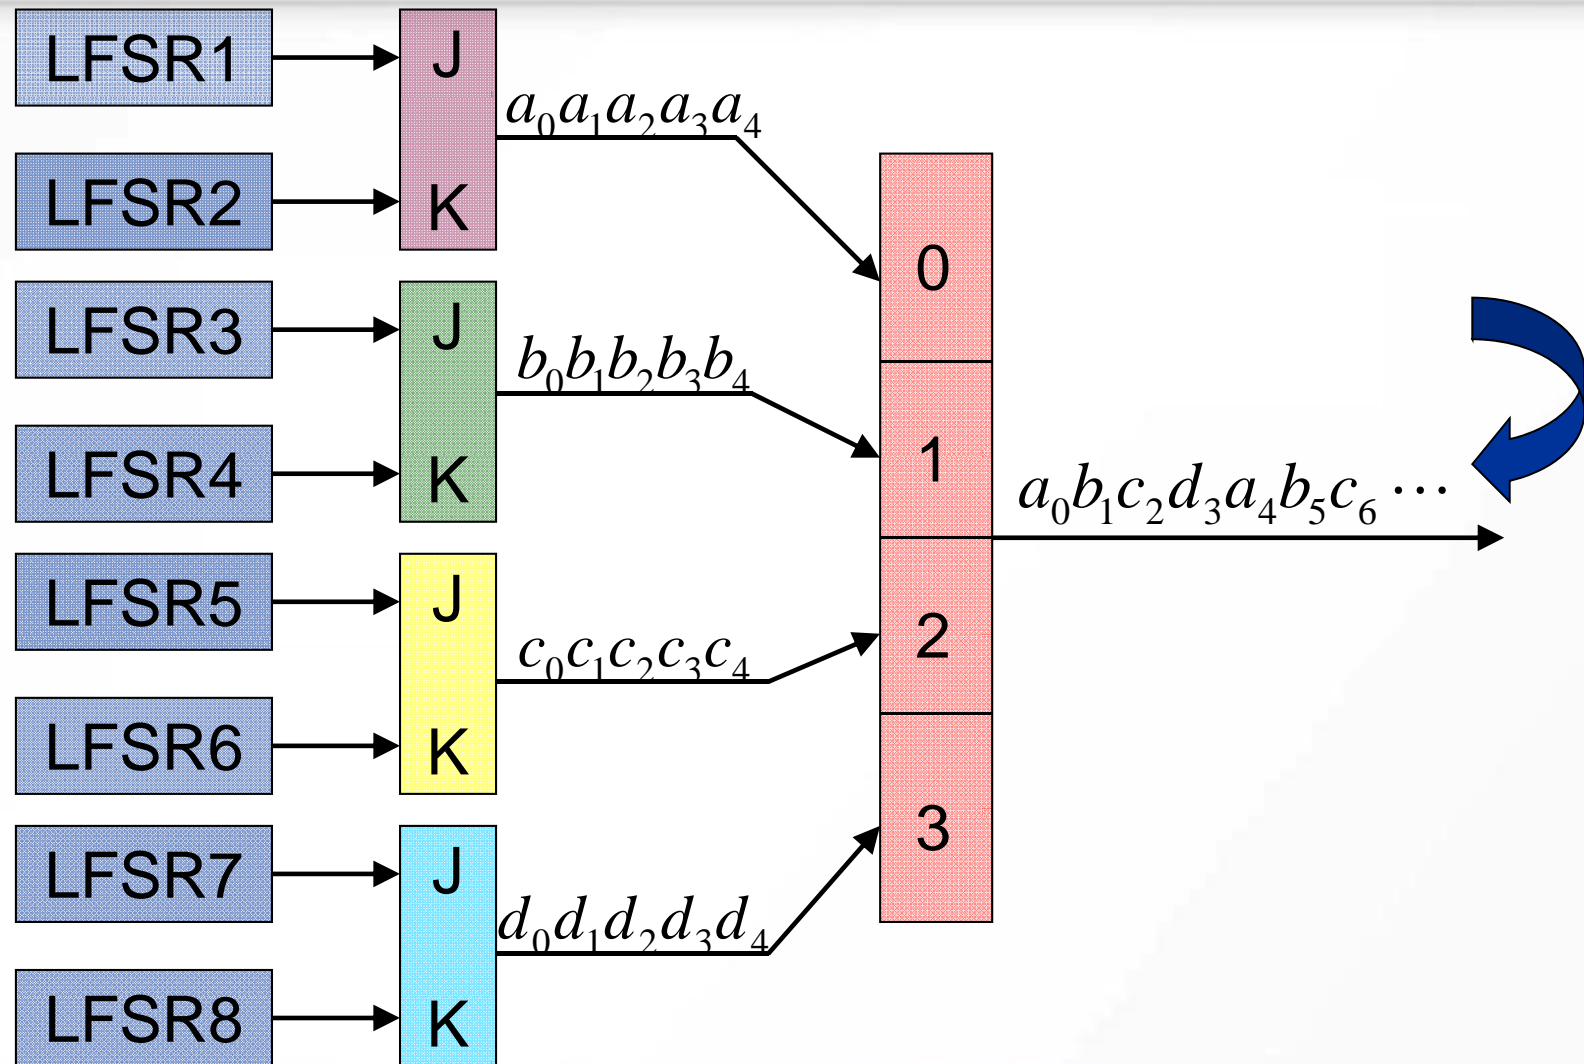 LFSR1
J
a₀a₁a₂a₃a₄
LFSR2
K
0
LFSR3
J
b₀b₁b₂b₃b₄
LFSR4
K
1
a₀b₁c₂d₃a₄b₅c₆ ⋯
LFSR5
J
c₀c₁c₂c₃c₄
2
LFSR6
K
LFSR7
J
3
d₀d₁d₂d₃d₄
LFSR8
K